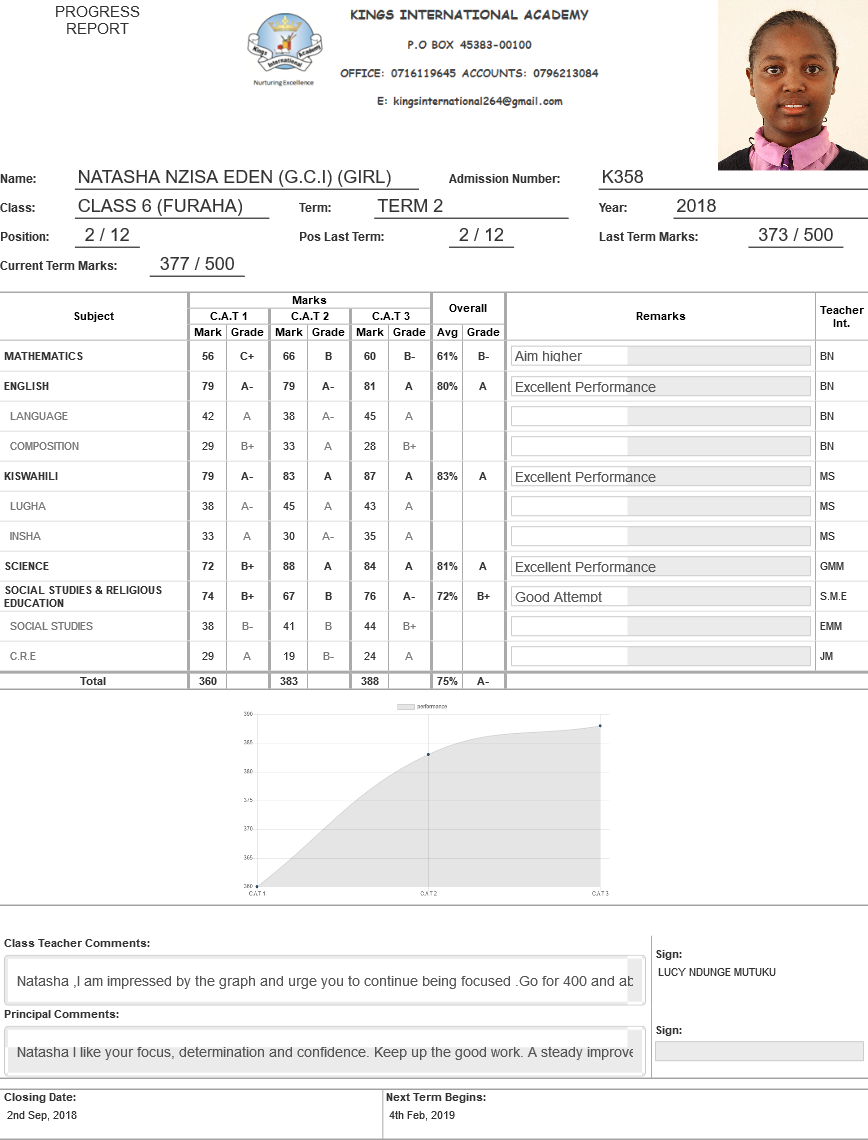 PROGRESS
REPORT
KINGS INTERNATIONAL ACADEMY
P.O BOX 45383-00100
OFFICE: 0716119645 ACCOUNTS: 0796213084
E: kingsinternational264@gmail.com
Kings Academy
International
Nurturing Excellence
Name: NATASHA NZISA EDEN (G.C.I) (GIRL) Admission Number: K358
Class: CLASS 6 (FURAHA) Term: TERM 2 Year: 2018
Position: 2 / 12 Pos Last Term: 2 / 12 Last Term Marks: 373 / 500
Current Term Marks: 377 / 500
Subject Marks Overall Remarks Teacher Int.
C.A.T 1 C.A.T 2 C.A.T 3
Mark Grade Mark Grade Mark Grade Avg Grade
MATHEMATICS 56 C+ 66 B 60 B- 61% B- Aim higher BN
ENGLISH 79 A- 79 A- 81 A 80% A Excellent Performance BN
LANGUAGE 42 A 38 A- 45 A BN
COMPOSITION 29 B+ 33 A 28 B+ BN
KISWAHILI 79 A- 83 A 87 A 83% A Excellent Performance MS
LUGHA 38 A- 45 A 43 A MS
INSHA 33 A 30 A- 35 A MS
SCIENCE 72 B+ 88 A 84 A 81% A Excellent Performance GMM
SOCIAL STUDIES & RELIGIOUS
EDUCATION 74 B+ 67 B 76 A- 72% B+ Good Attempt S.M.E
SOCIAL STUDIES 38 B- 41 B 44 B+ EMM
C.R.E 29 A 19 B- 24 A JM
Total 360 383 388 75% A-
performance
390
385
380
375
370
365
360
CAT1 CAT2 CAT3
Class Teacher Comments:
Natasha ,I am impressed by the graph and urge you to continue being focused .Go for 400 and
Sign:
LUCY NDUNGE MUTUKU
Principal Comments:
Natasha I like your focus, determination and confidence. Keep up the good work. A steady improve
Sign:
Closing Date: Next Term Begins:
2nd Sep, 2018 4th Feb, 2019